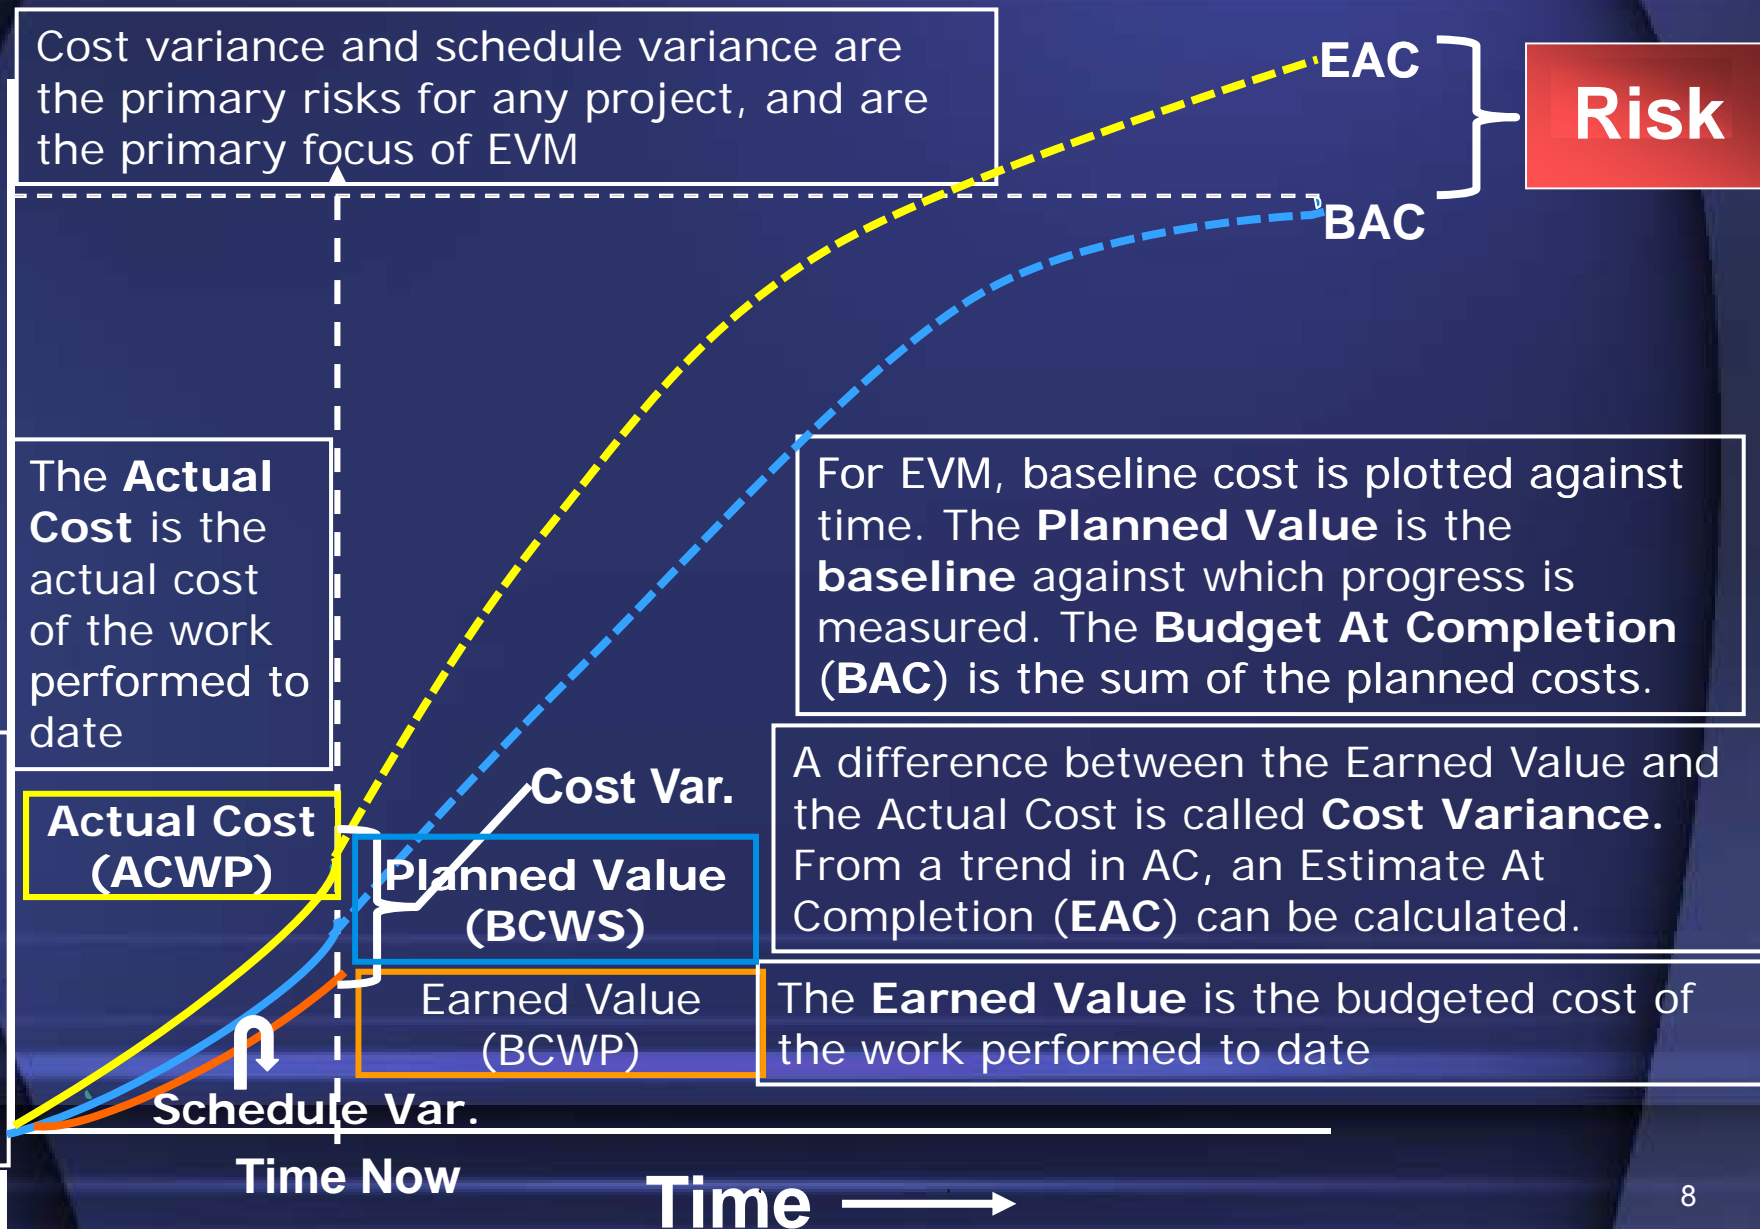 Cost variance and schedule variance are
the primary risks for any project, and are
the primary focus of EVM
EAC
Risk
BAC
The Actual
Cost is the
actual cost
of the work
performed to
date
For EVM, baseline cost is plotted against
time. The Planned Value is the
baseline against which progress is
measured. The Budget At Completion
(BAC) is the sum of the planned costs.
Cost Var.
A difference between the Earned Value and
the Actual Cost is called Cost Variance.
From a trend in AC, an Estimate At
Completion (EAC) can be calculated.
Actual Cost
(ACWP)
Planned Value
(BCWS)
Earned Value
(BCWP)
The Earned Value is the budgeted cost of
the work performed to date
Schedule Var.
Time Now
Time
8